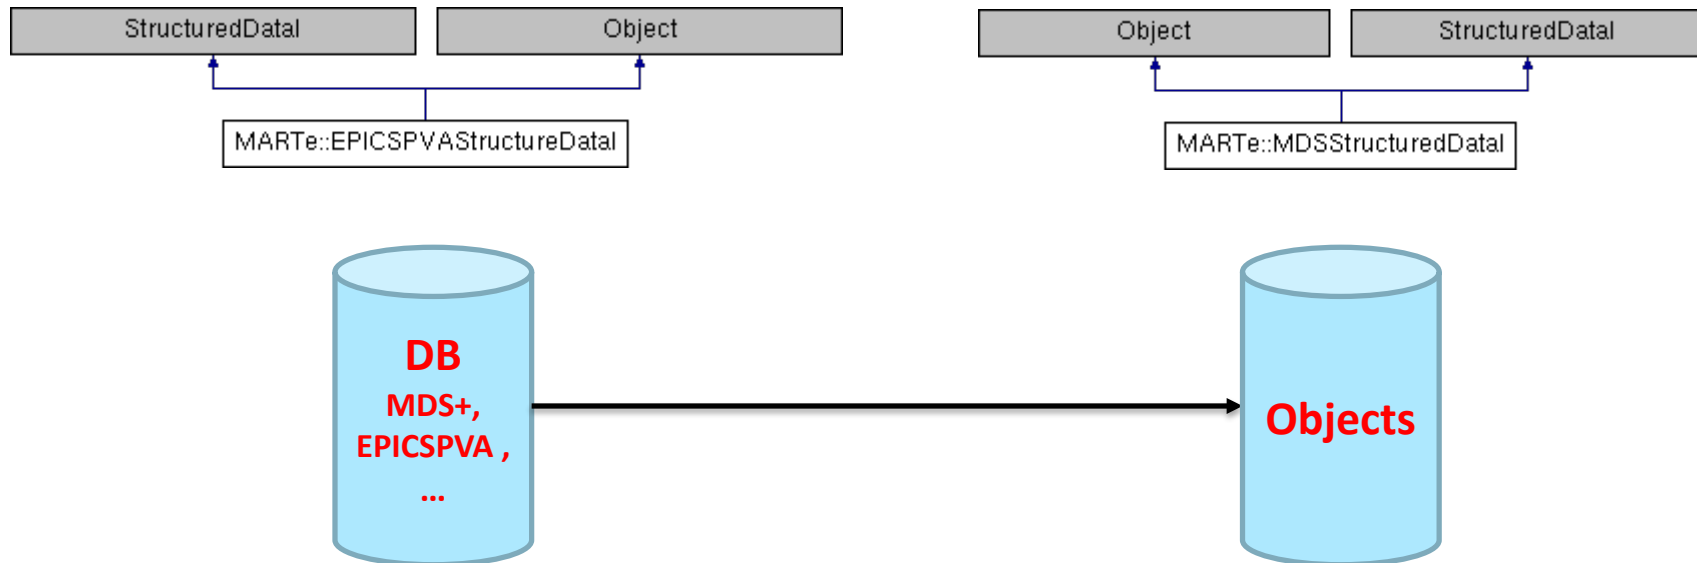 StructuredDataI
Object
MARTe::EPICSPVAStructureDataI
Object
StructuredDataI
MARTe::MDSStructuredDataI
DB
MDS+,
EPICSPVA ,
...
Objects